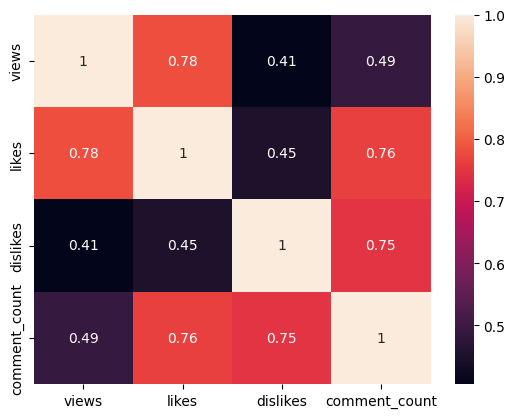 views 1 0.78 0.41 0.49
likes 0.78 1 0.45 0.76
dislikes 0.41 0.45 1 0.75
comment_count 0.49 0.76 0.75 1
views likes dislikes comment_count
1.0
0.9
0.8
0.7
0.6
0.5